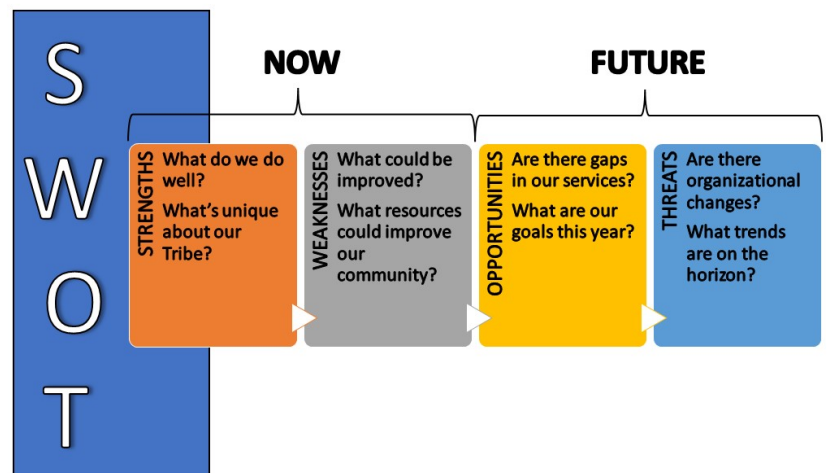 S
W
O
T
NOW
FUTURE
STRENGTHS
What do we do
well?
What's unique
about our
Tribe?
WEAKNESSES
What could be
improved?
What resources
could improve
our
community?
OPPORTUNITIES
Are there gaps
in our services?
What are our
goals this year?
THREATS
Are there
organizational
changes?
What trends
are on the
horizon?